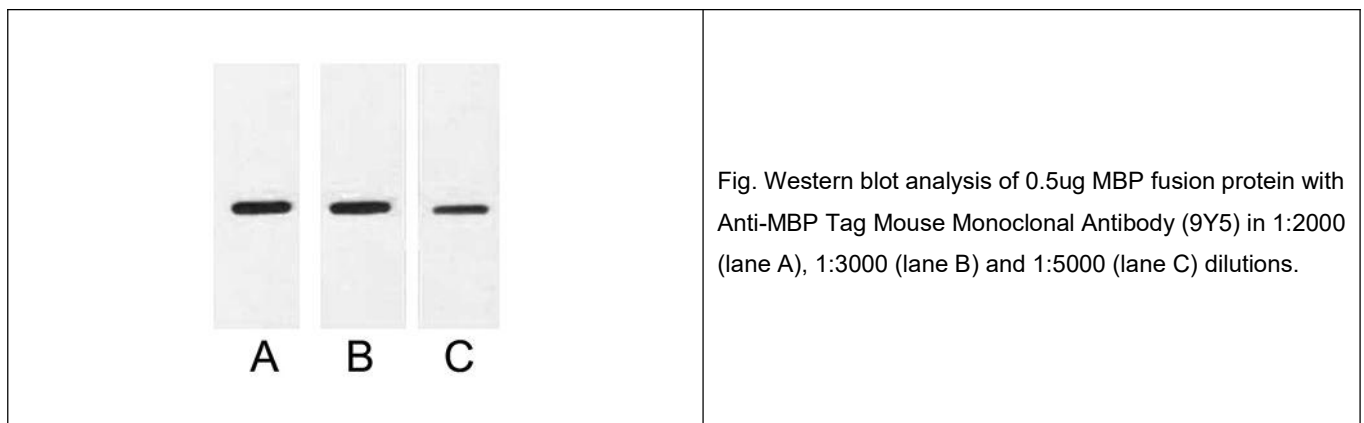 A B C
Fig. Western blot analysis of 0.5ug MBP fusion protein with
Anti-MBP Tag Mouse Monoclonal Antibody (9Y5) in 1:2000
(lane A), 1:3000 (lane B) and 1:5000 (lane C) dilutions.